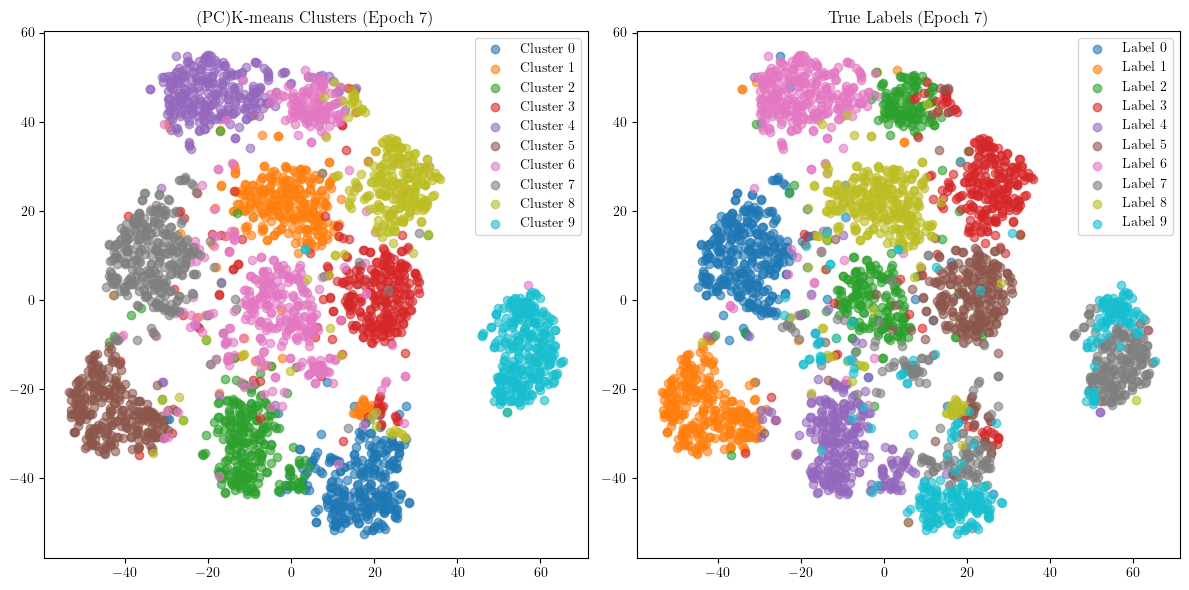 (PC)K-means Clusters (Epoch 7)
60
40
20
0
−20
−40
−40
−20
0
20
40
60
Cluster 0
Cluster 1
Cluster 2
Cluster 3
Cluster 4
Cluster 5
Cluster 6
Cluster 7
Cluster 8
Cluster 9
True Labels (Epoch 7)
60
40
20
0
−20
−40
−40
−20
0
20
40
60
Label 0
Label 1
Label 2
Label 3
Label 4
Label 5
Label 6
Label 7
Label 8
Label 9